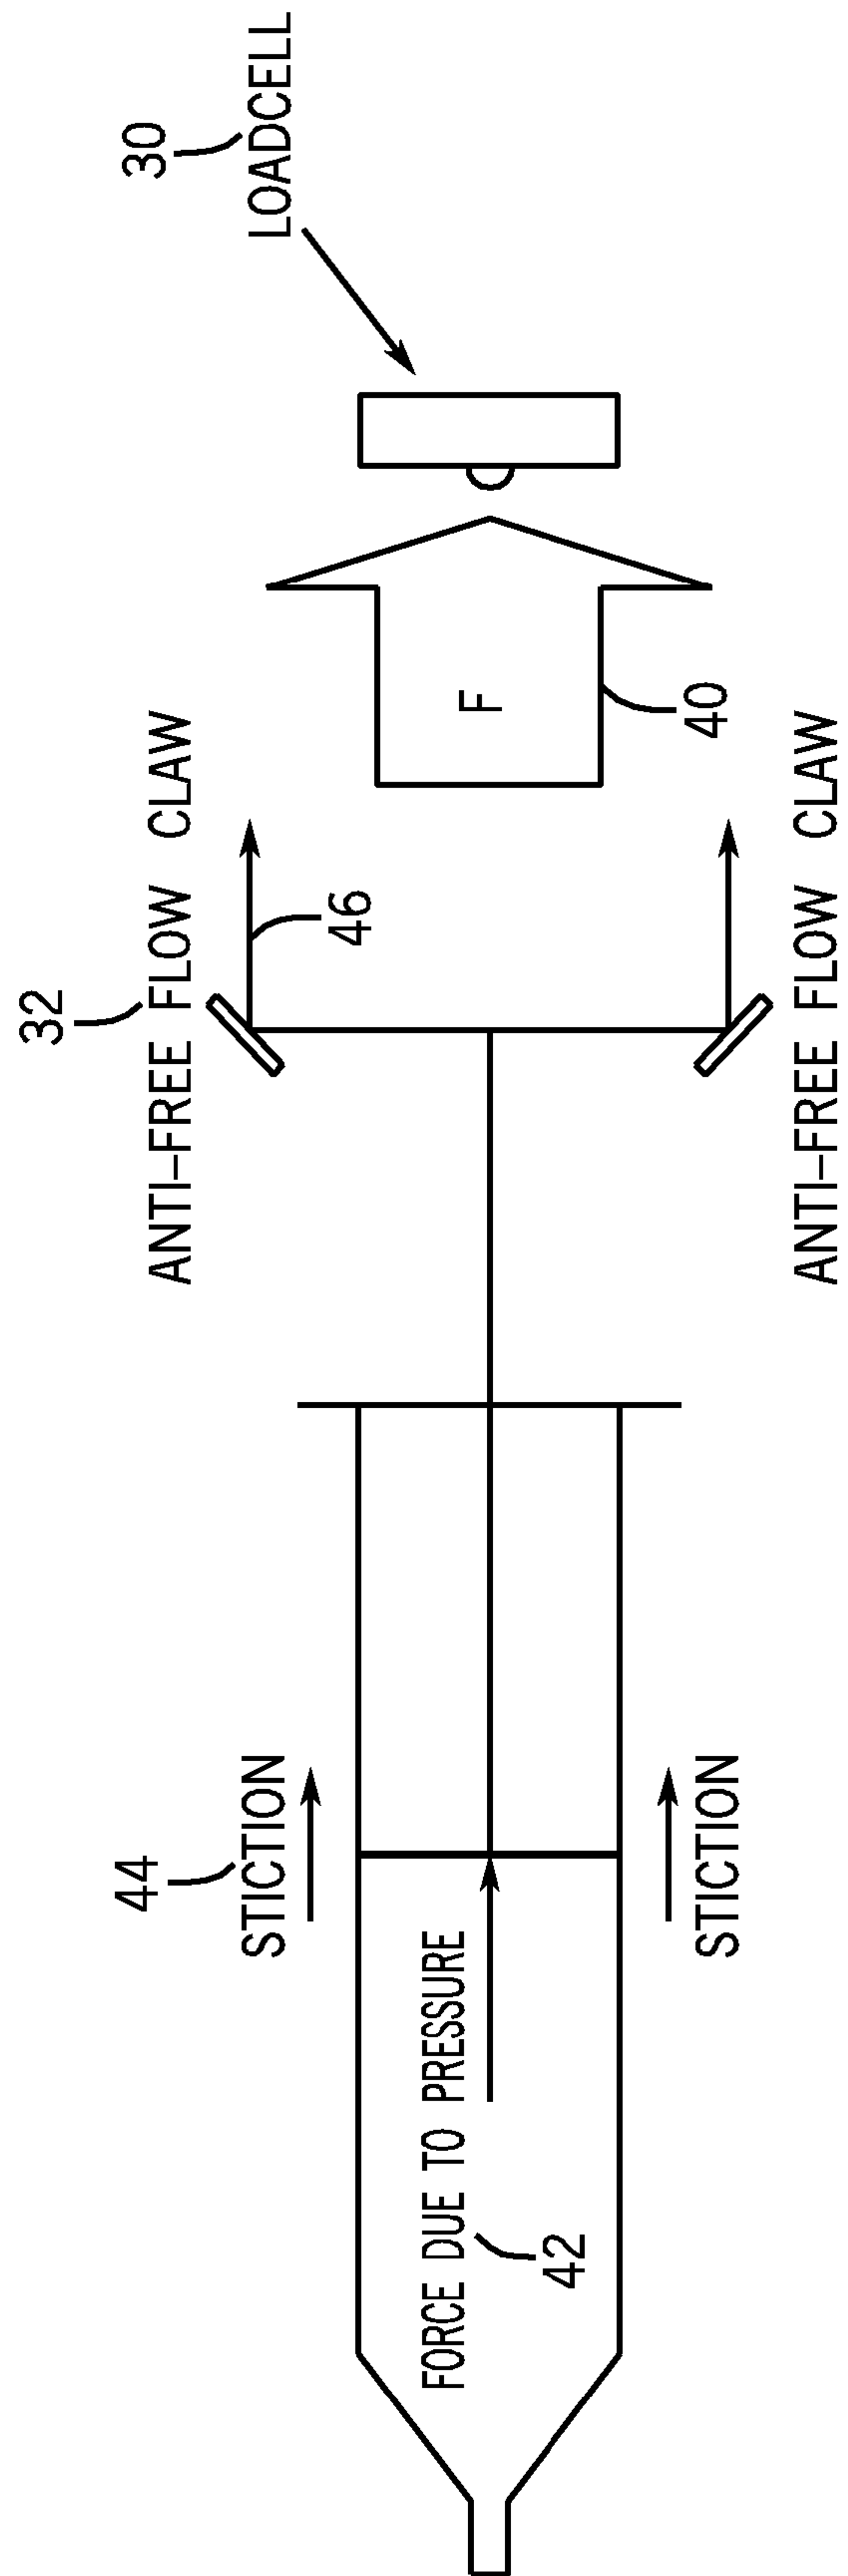 30
LOADCELL
32
ANTI-FREE FLOW CLAW
46
F
40
ANTI-FREE FLOW CLAW
44
STICTION
FORCE DUE TO PRESSURE
42
STICTION